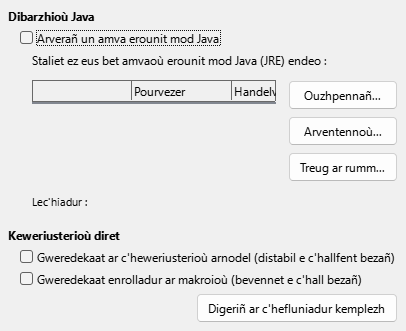 Dibarzhioù Java
Arverañ un amva erounit mod Java
Staliet ez eus bet amvaoù erounit mod Java (JRE) endeo :
Pourvezer Handelv
Ouzhpennañ...
Arventennoù...
Treug ar rumm...
Lec'hiadur :
Keweriusterioù diret
Gweredekaat ar c'heweriusterioù arnodel (distabil e c'hallfent bezañ)
Gweredekaat enrolladur ar makroioù (bevennet e c'hall bezañ)
Digeriñ ar c'hefluniadur kemplezh